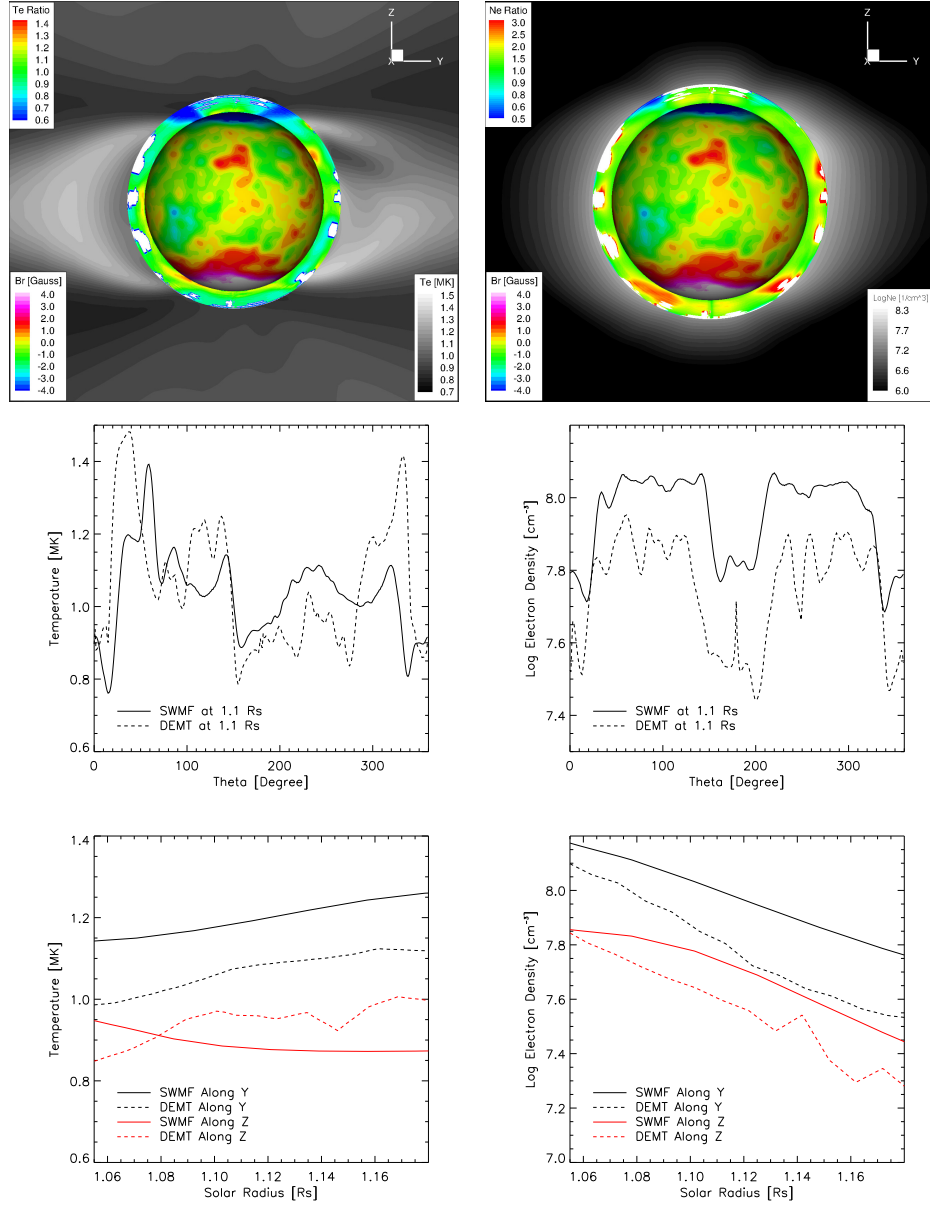 Te Ratio
1.4
1.3
1.2
1.1
1.0
0.9
0.8
0.7
0.6
Z
X
Y
Br [Gauss]
4.0
3.0
2.0
1.0
0.0
-1.0
-2.0
-3.0
-4.0
Te [MK]
1.5
1.4
1.3
1.2
1.1
1.0
0.9
0.8
0.7
Ne Ratio
3.0
2.5
2.0
1.5
1.0
0.8
0.5
Z
X
Y
Br [Gauss]
4.0
3.0
2.0
1.0
0.0
-1.0
-2.0
-3.0
-4.0
LogNe [1/cm^3]
8.3
7.7
7.2
6.6
6.0
Temperature [MK]
1.4
1.2
1.0
0.8
0.6
SWMF at 1.1 Rs
DEMT at 1.1 Rs
0
100
200
300
Theta [Degree]
Log Electron Density [cm⁻³]
8.0
7.8
7.6
7.4
SWMF at 1.1 Rs
DEMT at 1.1 Rs
0
100
200
300
Theta [Degree]
Temperature [MK]
1.4
1.2
1.0
0.8
0.6
SWMF Along Y
DEMT Along Y
SWMF Along Z
DEMT Along Z
1.06
1.08
1.10
1.12
1.14
1.16
Solar Radius [Rs]
Log Electron Density [cm⁻³]
8.0
7.8
7.6
7.4
7.2
7.0
SWMF Along Y
DEMT Along Y
SWMF Along Z
DEMT Along Z
1.06
1.08
1.10
1.12
1.14
1.16
Solar Radius [Rs]